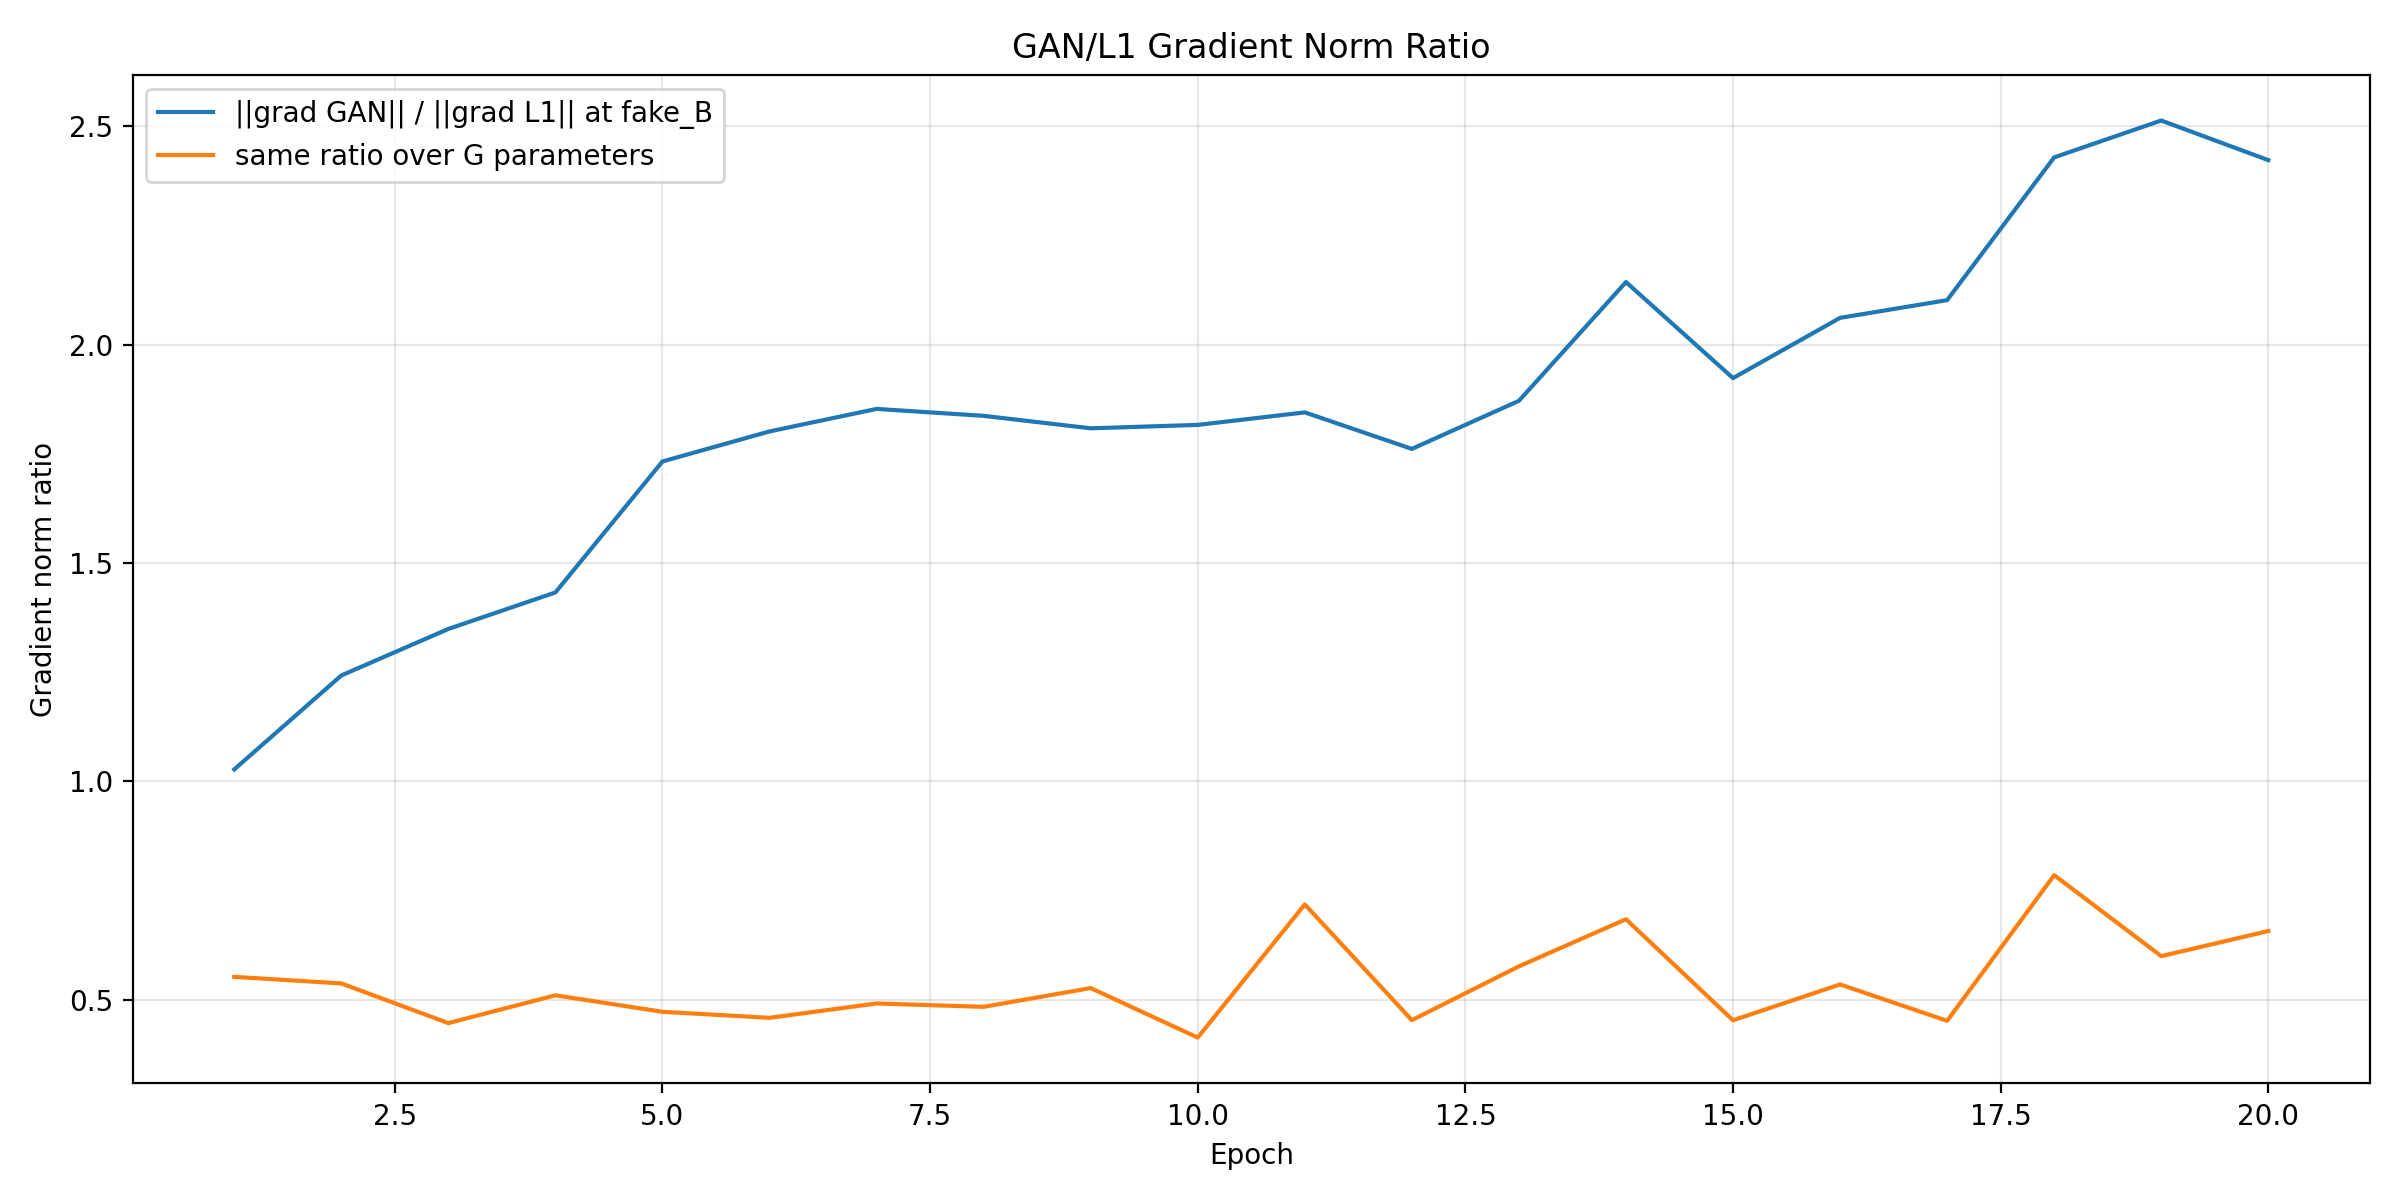 GAN/L1 Gradient Norm Ratio
||grad GAN|| / ||grad L1|| at fake_B
same ratio over G parameters
Gradient norm ratio
2.5
2.0
1.5
1.0
0.5
2.5 5.0 7.5 10.0 12.5 15.0 17.5 20.0
Epoch